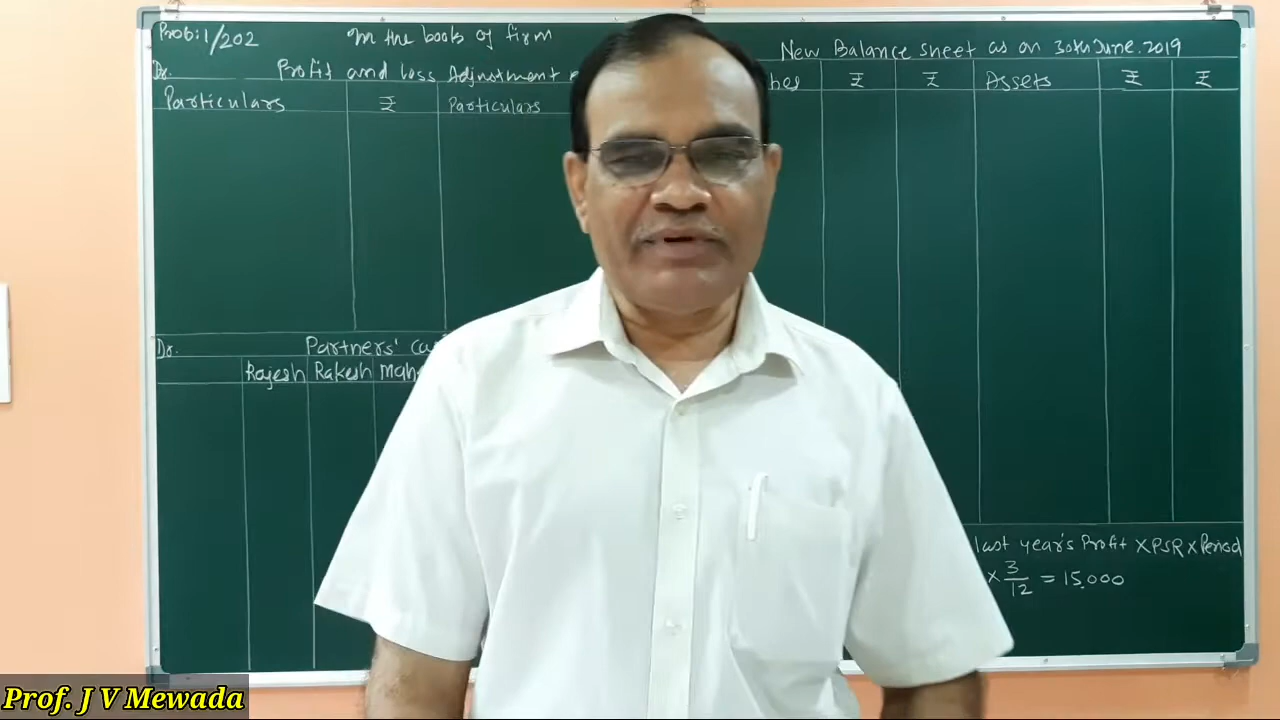 Prob:1/202
In the books of firm
Dr.
Profit and loss Adjustment
Particulars
₹
Particulars
Dr.
Partners'
Rajesh
Rakesh
New Balance sheet as on 30th June.2019
₹
₹
Assets
₹
₹
last year's Profit x PSR x Period
x 3/12 = 15,000
Prof. J V Mewada